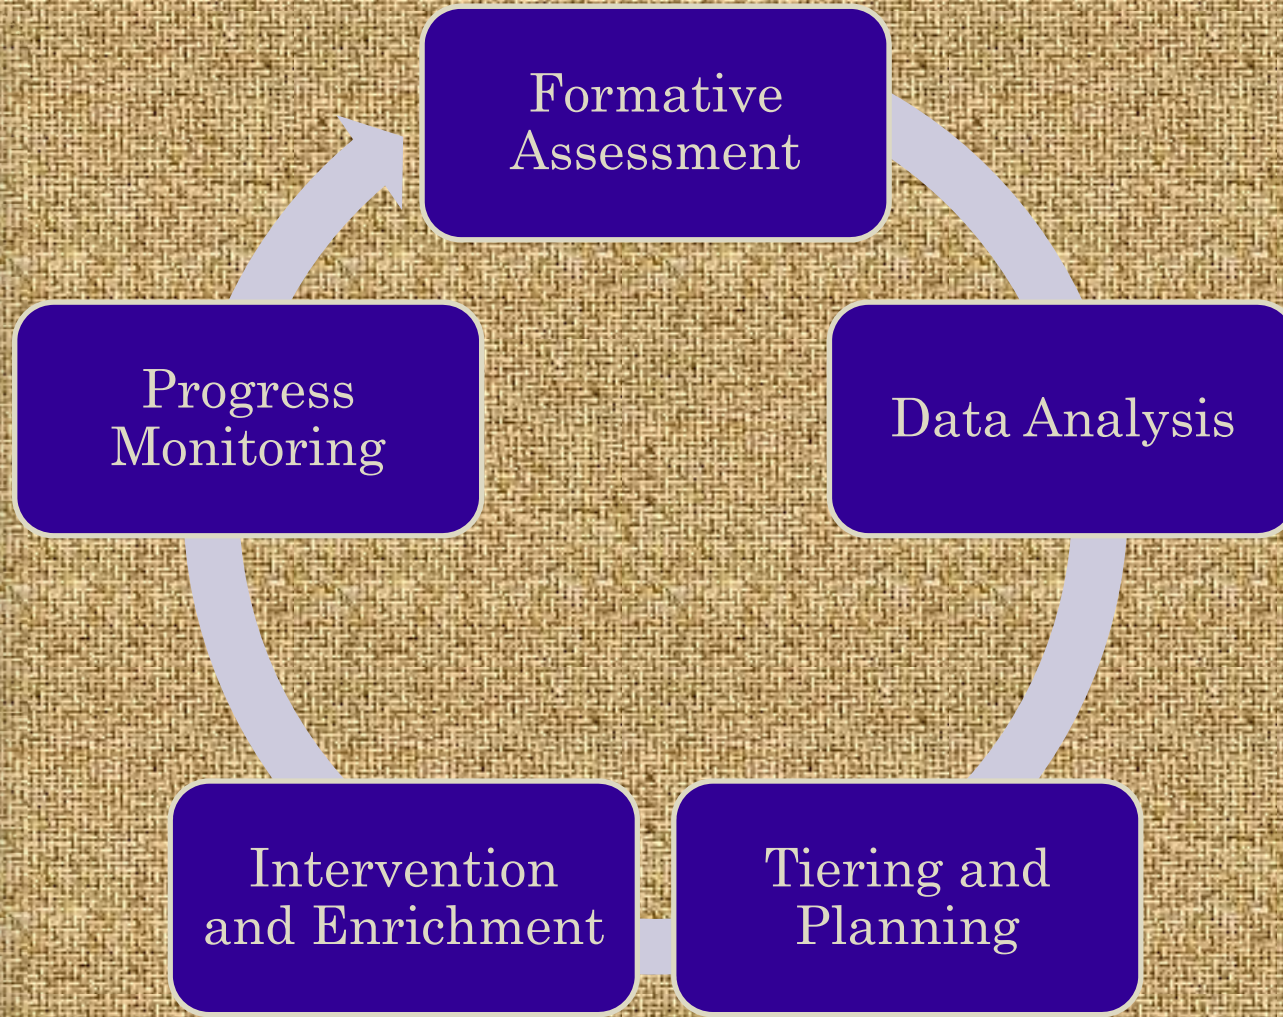 Formative
Assessment
Data Analysis
Tiering and
Planning
Intervention
and Enrichment
Progress
Monitoring